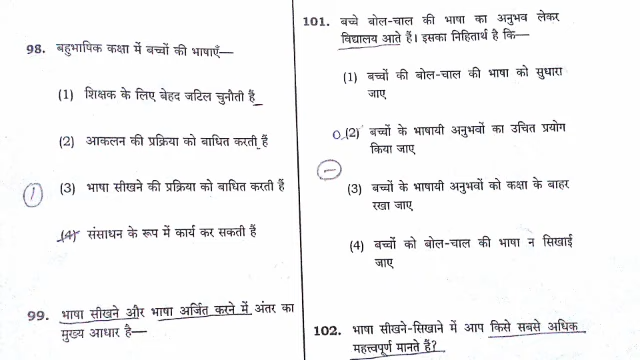 98. बहुभाषिक कक्षा में बच्चों की भाषाएँ—
(1) शिक्षक के लिए बेहद जटिल चुनौती हैं
(2) आकलन की प्रक्रिया को बाधित करती हैं
(3) भाषा सीखने की प्रक्रिया को बाधित करती हैं
(4) संसाधन के रूप में कार्य कर सकती हैं
99. भाषा सीखने और भाषा अर्जित करने में अंतर का
मुख्य आधार है—
101. बच्चे बोल-चाल की भाषा का अनुभव लेकर
विद्यालय आते हैं। इसका निहितार्थ है कि—
(1) बच्चों की बोल-चाल की भाषा को सुधारा
जाए
(2) बच्चों के भाषायी अनुभवों का उचित प्रयोग
किया जाए
(3) बच्चों के भाषायी अनुभवों को कक्षा के बाहर
रखा जाए
(4) बच्चों को बोल-चाल की भाषा न सिखाई
जाए
102. भाषा सीखने-सिखाने में आप किसे सबसे अधिक
महत्त्वपूर्ण मानते हैं?